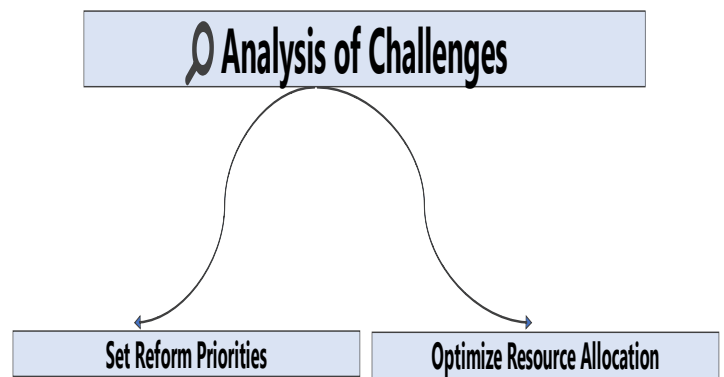 Analysis of Challenges
Set Reform Priorities
Optimize Resource Allocation